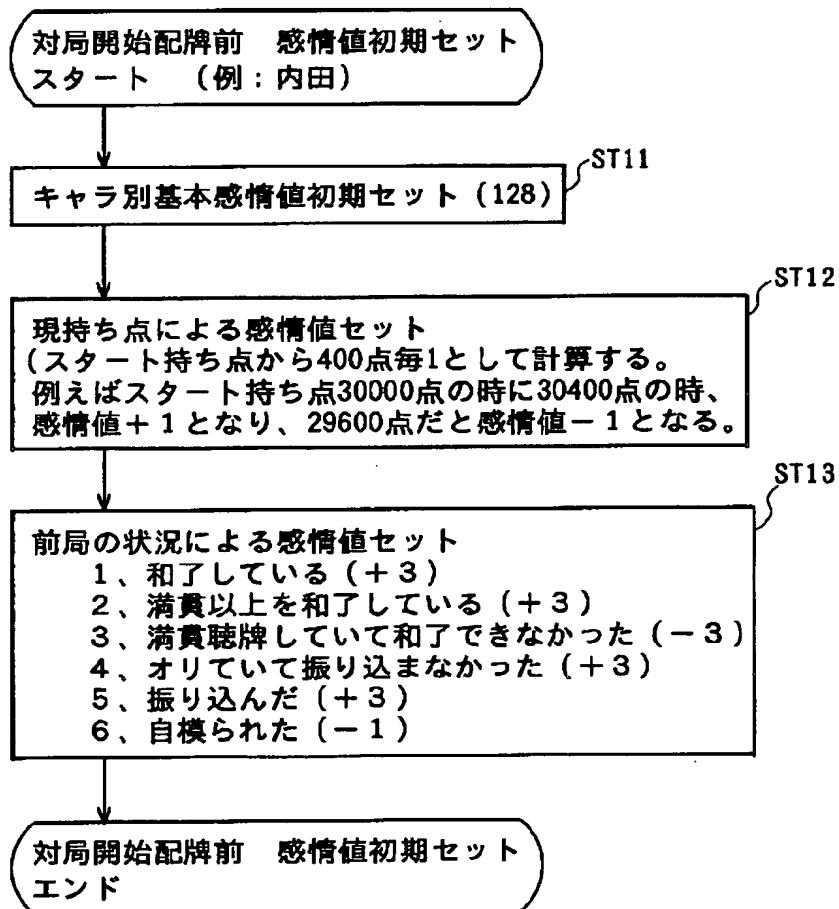 対局開始配牌前　感情値初期セット
スタート　（例：内田）
ST11
キャラ別基本感情値初期セット（128）
ST12
現持ち点による感情値セット
（スタート持ち点から400点毎1として計算する。
例えばスタート持ち点30000点の時に30400点の時、
感情値＋１となり、29600点だと感情値－１となる。
ST13
前局の状況による感情値セット
１、和了している（＋３）
２、満貫以上を和了している（＋３）
３、満貫聴牌していて和了できなかった（－３）
４、オリていて振り込まなかった（＋３）
５、振り込んだ（＋３）
６、自模られた（－１）
対局開始配牌前　感情値初期セット
エンド